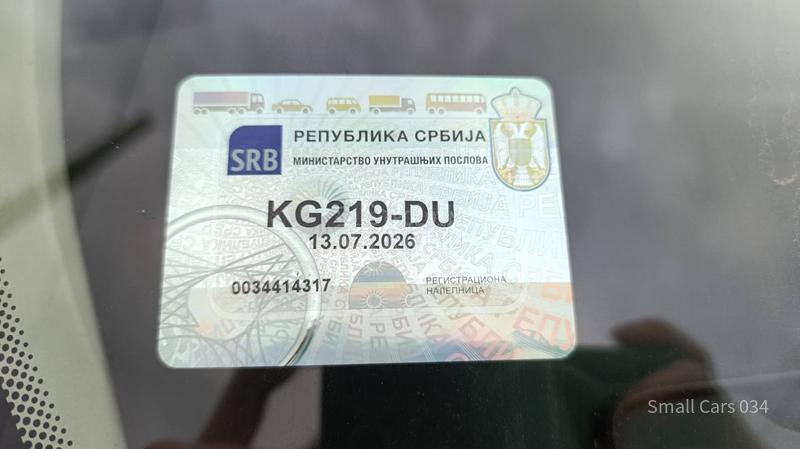 РЕПУБЛИКА СРБИЈА
SRB
МИНИСТАРСТВО УНУТРАШЊИХ ПОСЛОВА
KG219-DU
13.07.2026
0034414317
РЕГИСТРАЦИОНА
НАЛЕПНИЦА
Small Cars 034